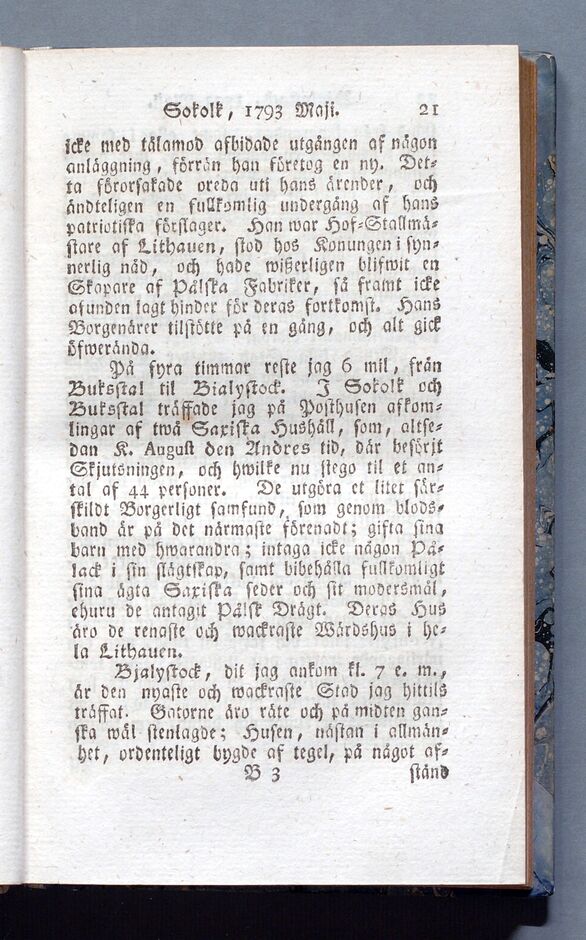 Sokolk, 1793 Maji. 21
icke med tålamod afbidade utgången af någon
anläggning, förrän han företog en ny. Det-
ta förorsakade oreda uti hans ärender, och
ändteligen en fullkomlig undergång af hans
patriotiska förslager. Han war Hof-Stallmä-
stare af Lithauen, stod hos Konungen i syn-
nerlig nåd, och hade wißerligen blifwit en
Skapare af Pålska Fabriker, så framt icke
afunden lagt hinder för deras fortkomst. Hans
Borgenärer tilstötte på en gång, och alt gick
öfwerända.
På fyra timmar reste jag 6 mil, från
Buksstal til Bialystock. I Sokolk och
Buksstal träffade jag på Posthusen afkom-
lingar af twå Saxiska Hushåll, som, altse-
dan K. August den Andres tid, där besörjt
Skjutsningen, och hwilke nu stego til et an-
tal af 44 personer. De utgöra et litet sär-
skildt Borgerligt samfund, som genom blods-
band är på det närmaste förenadt; gifta sina
barn med hwarandra; intaga icke någon På-
lack i sin slägtskap, samt bibehålla fullkomligt
sina ägta Saxiska seder och sit modersmål,
ehuru de antagit Pålsk Drägt. Deras Hus
äro de renaste och wackraste Wärdshus i he-
la Lithauen.
Bjalystock, dit jag ankom kl. 7 e. m.,
är den nyaste och wackraste Stad jag hittils
träffat. Gatorne äro räte och på midten gan-
ska wäl stenlagde; Husen, nästan i allmän-
het, ordenteligt bygde af tegel, på något af-
B 3 stånd